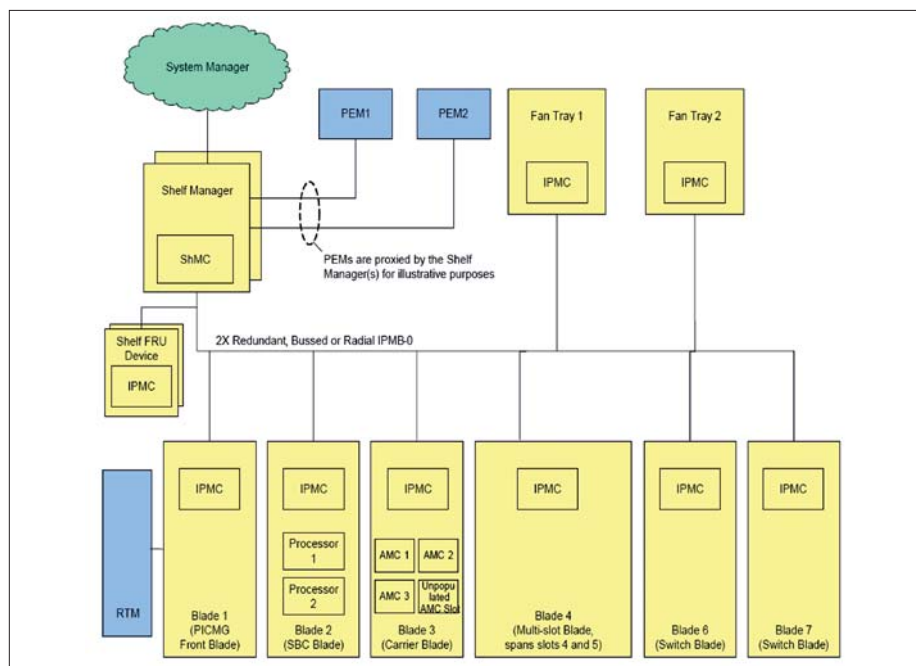 System Manager
PEM1
PEM2
Fan Tray 1
IPMC
Fan Tray 2
IPMC
Shelf Manager
ShMC
PEMs are proxied by the Shelf
Manager(s) for illustrative purposes
2X Redundant, Bussed or Radial IPMB-0
Shelf FRU
Device
IPMC
RTM
IPMC
Blade 1
(PICMG
Front Blade)
IPMC
Processor
1
Processor
2
Blade 2
(SBC Blade)
IPMC
AMC 1
AMC 2
AMC 3
Unpopu
lated
AMC Slot
Blade 3
(Carrier Blade)
IPMC
Blade 4
(Multi-slot Blade,
spans slots 4 and 5)
IPMC
Blade 6
(Switch Blade)
IPMC
Blade 7
(Switch Blade)